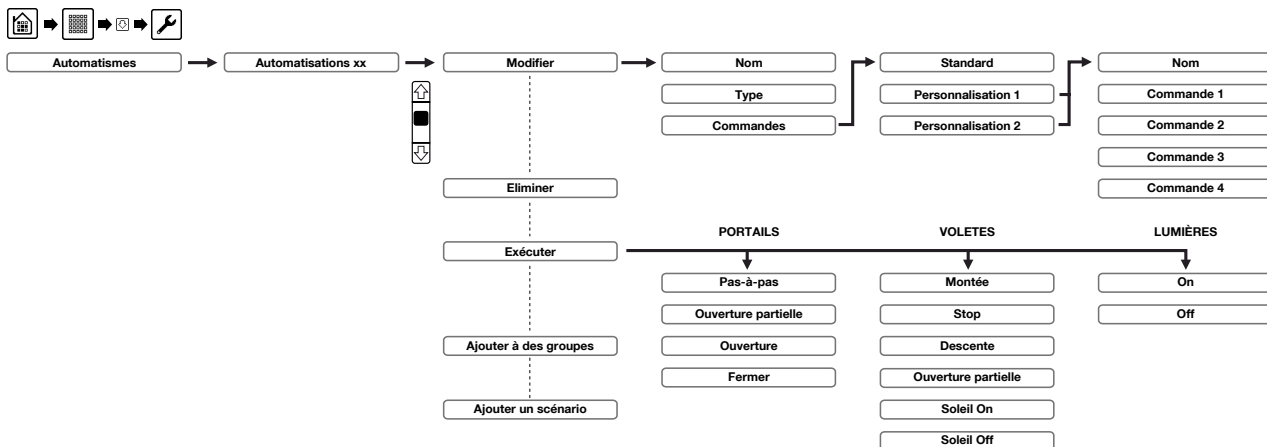 Automatismes
Automatisations xx
Modifier
Nom
Standard
Nom
Type
Personnalisation 1
Commande 1
Commandes
Personnalisation 2
Commande 2
Commande 3
Eliminer
Commande 4
PORTAILS
VOLETES
LUMIÈRES
Exécuter
Pas-à-pas
Montée
On
Ouverture partielle
Stop
Off
Ajouter à des groupes
Ouverture
Descente
Fermer
Ouverture partielle
Ajouter un scénario
Soleil On
Soleil Off